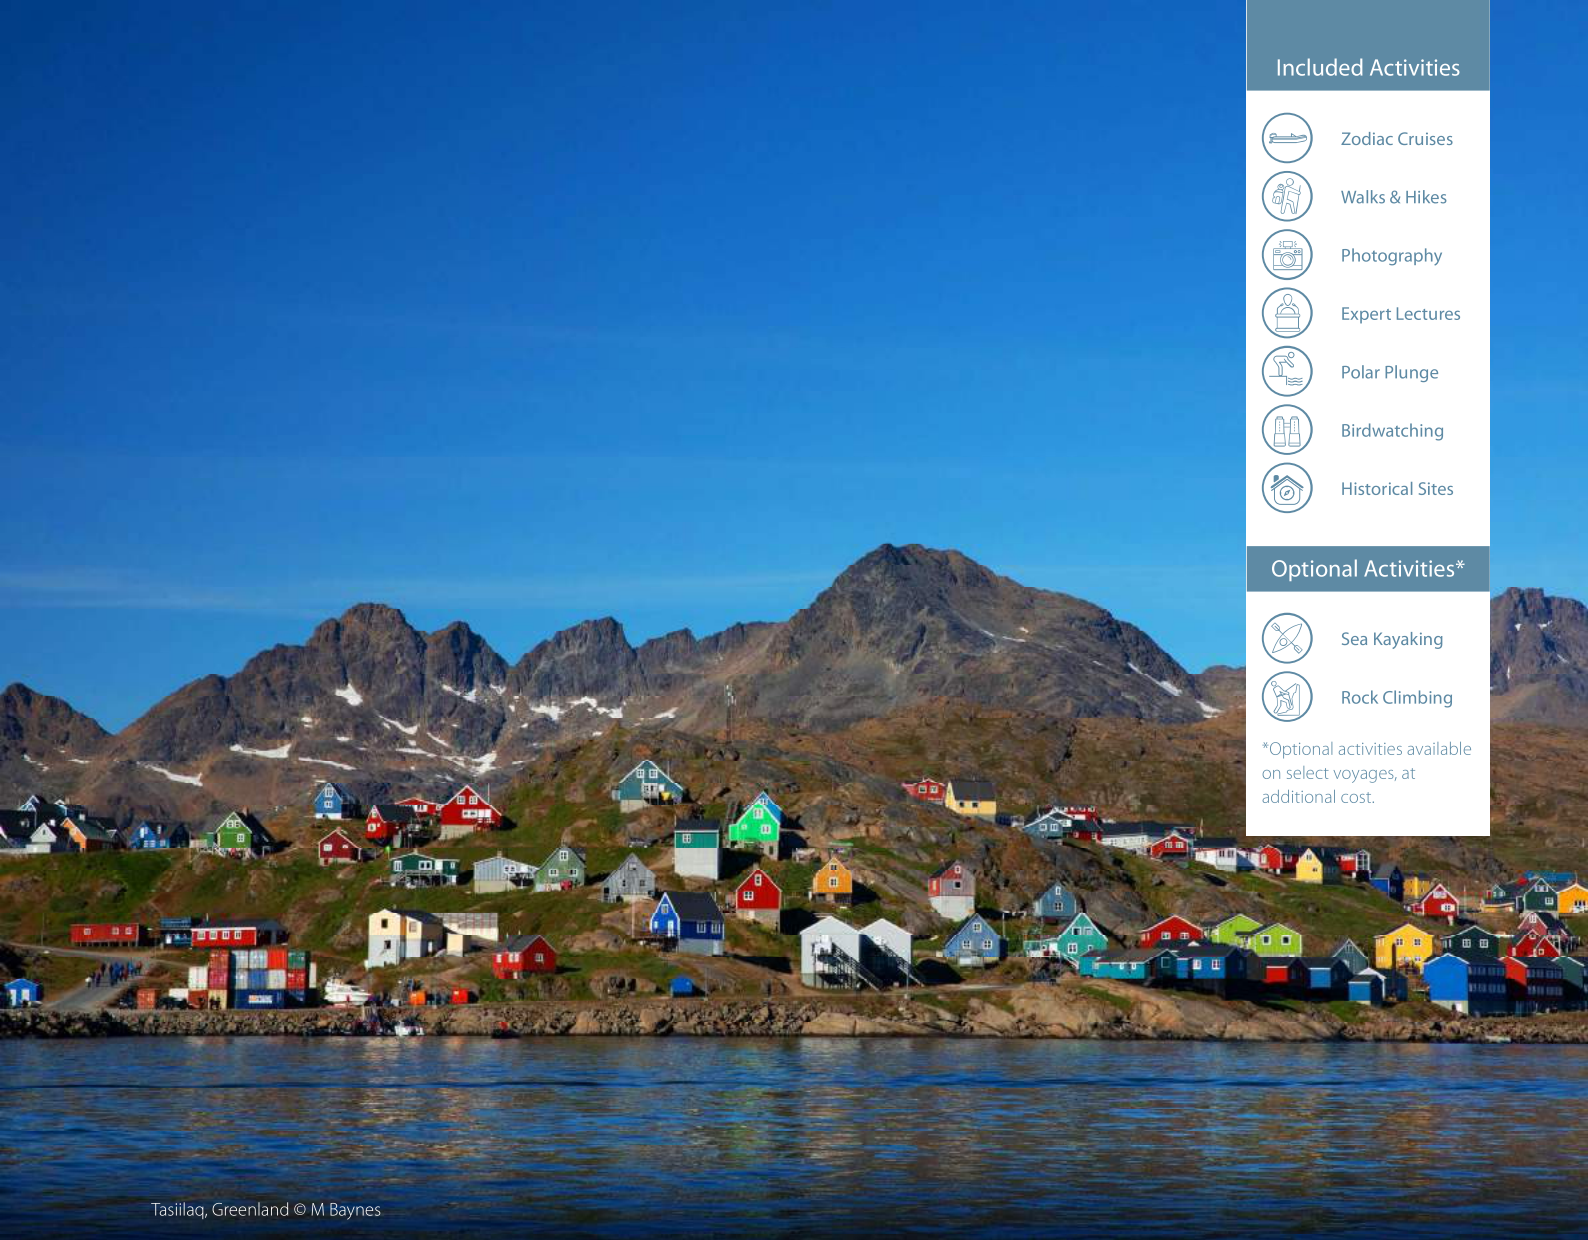 Included Activities
Zodiac Cruises
Walks & Hikes
Photography
Expert Lectures
Polar Plunge
Birdwatching
Historical Sites
Optional Activities*
Sea Kayaking
Rock Climbing
*Optional activities available
on select voyages, at
additional cost.
Tasiilaq, Greenland © M Baynes